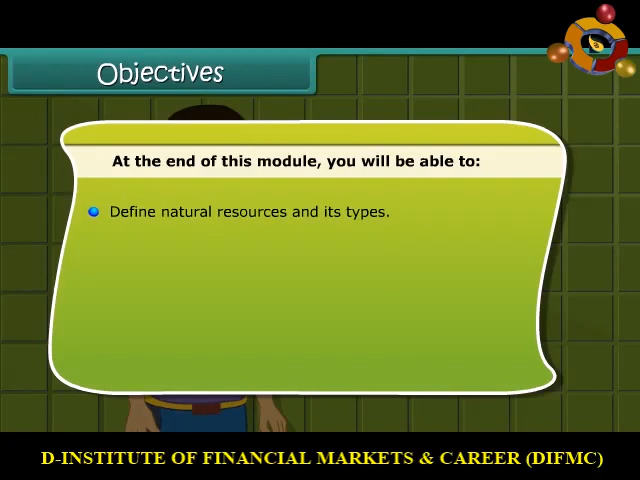 Objectives
At the end of this module, you will be able to:
Define natural resources and its types.
D-INSTITUTE OF FINANCIAL MARKETS & CAREER (DIFMC)